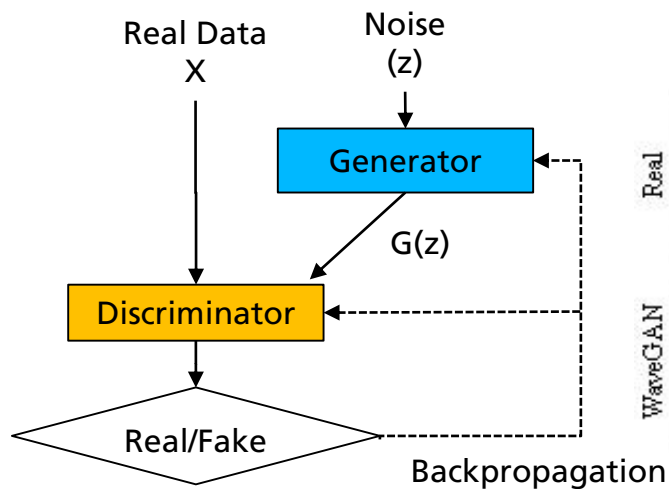 Real Data
X
Noise
(z)
Generator
G(z)
Discriminator
Real/Fake
Backpropagation
Real
WaveGAN